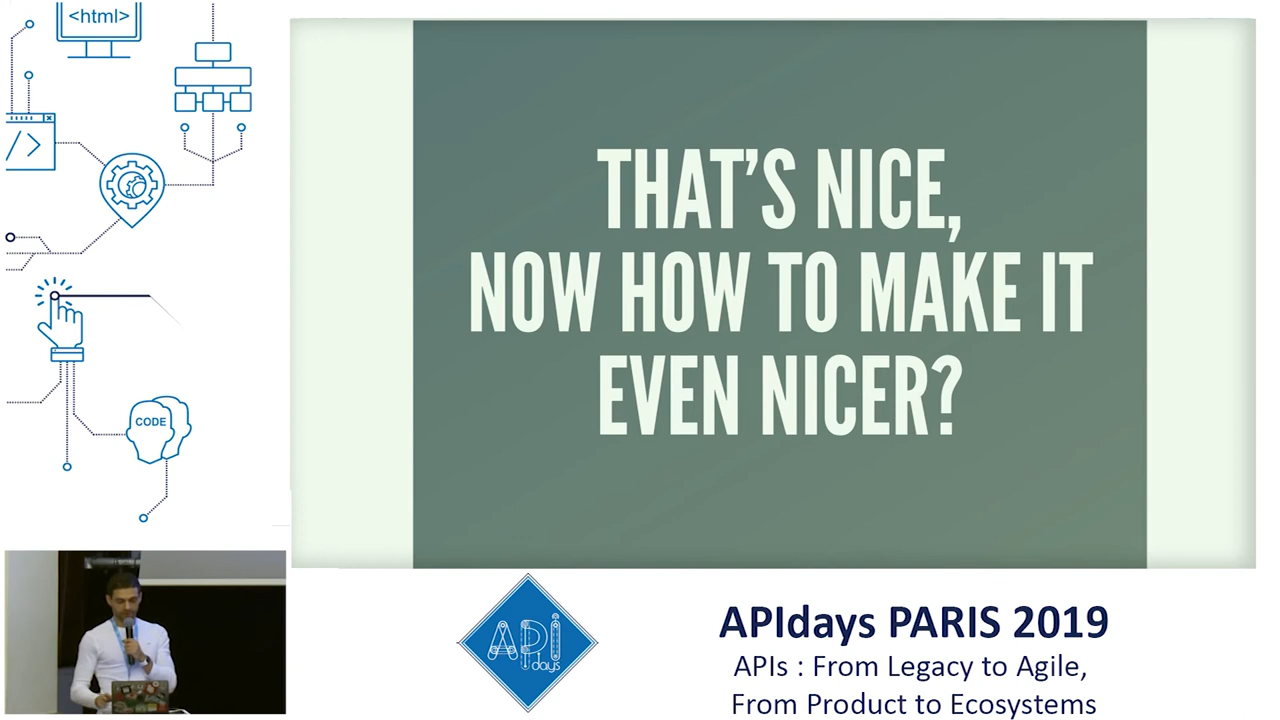 <html>
/>
CODE
THAT'S NICE,
NOW HOW TO MAKE IT
EVEN NICER?
API
days
APIdays PARIS 2019
APIs : From Legacy to Agile,
From Product to Ecosystems